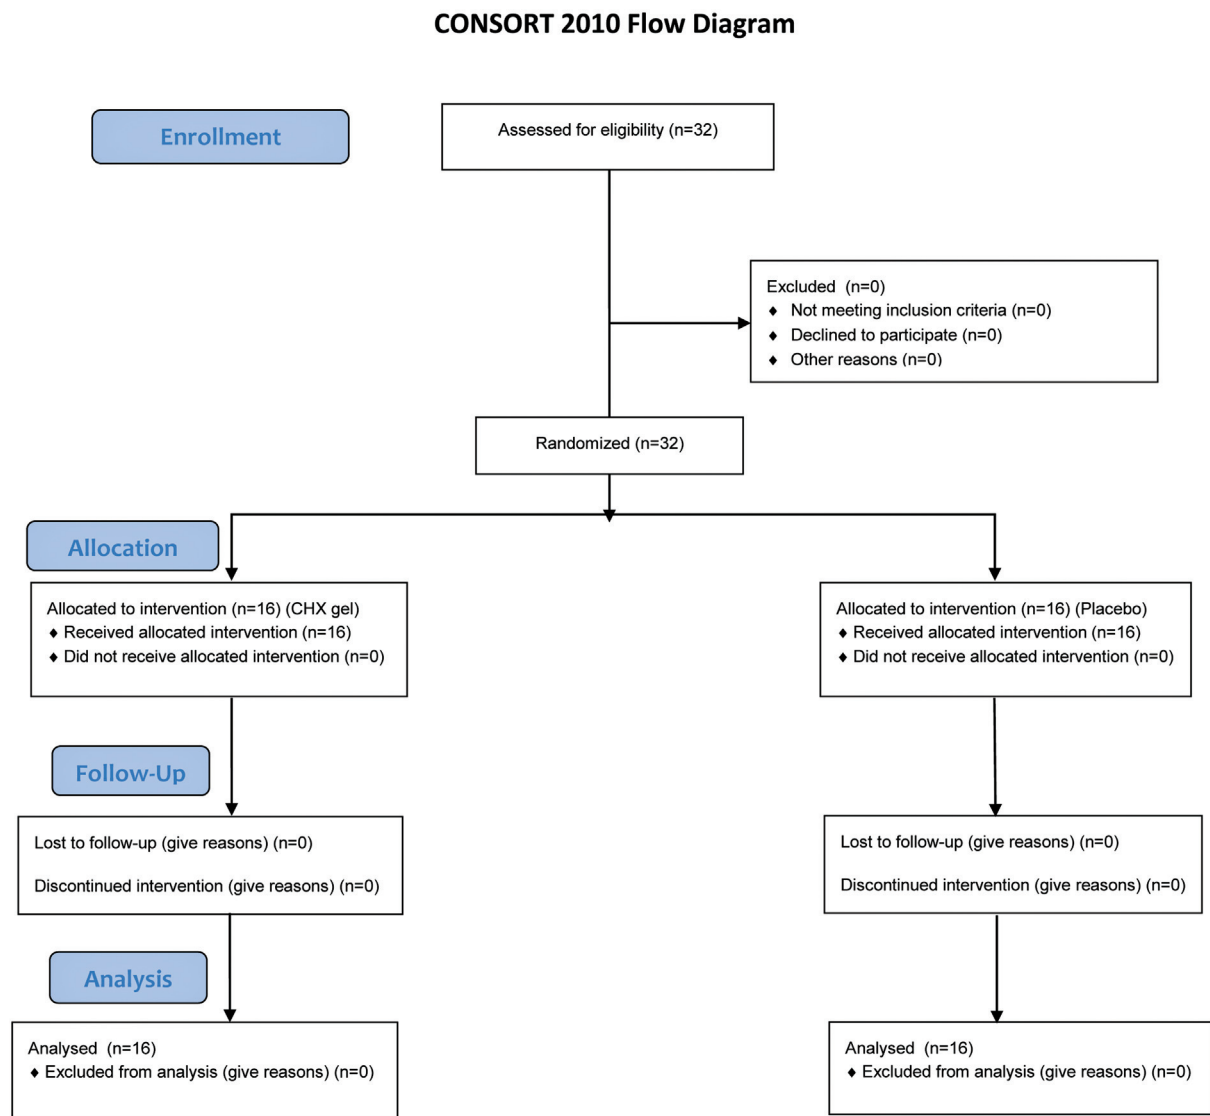 CONSORT 2010 Flow Diagram
Enrollment
Assessed for eligibility (n=32)
Excluded (n=0)
♦ Not meeting inclusion criteria (n=0)
♦ Declined to participate (n=0)
♦ Other reasons (n=0)
Randomized (n=32)
Allocation
Allocated to intervention (n=16) (CHX gel)
♦ Received allocated intervention (n=16)
♦ Did not receive allocated intervention (n=0)
Allocated to intervention (n=16) (Placebo)
♦ Received allocated intervention (n=16)
♦ Did not receive allocated intervention (n=0)
Follow-Up
Lost to follow-up (give reasons) (n=0)
Discontinued intervention (give reasons) (n=0)
Lost to follow-up (give reasons) (n=0)
Discontinued intervention (give reasons) (n=0)
Analysis
Analysed (n=16)
♦ Excluded from analysis (give reasons) (n=0)
Analysed (n=16)
♦ Excluded from analysis (give reasons) (n=0)